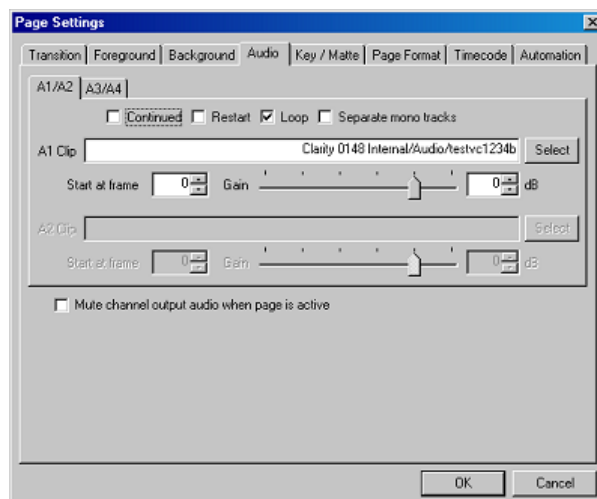 Page Settings
Transition Foreground Background Audio Key / Matte Page Format Timecode Automation
A1/A2 A3/A4
Continued Restart Loop Separate mono tracks
A1 Clip Clarity 0148 Internal/Audio/testvc1234b Select
Start at frame 0 Gain 0 dB
A2 Clip Select
Start at frame 0 Gain 0 dB
Mute channel output audio when page is active
OK Cancel